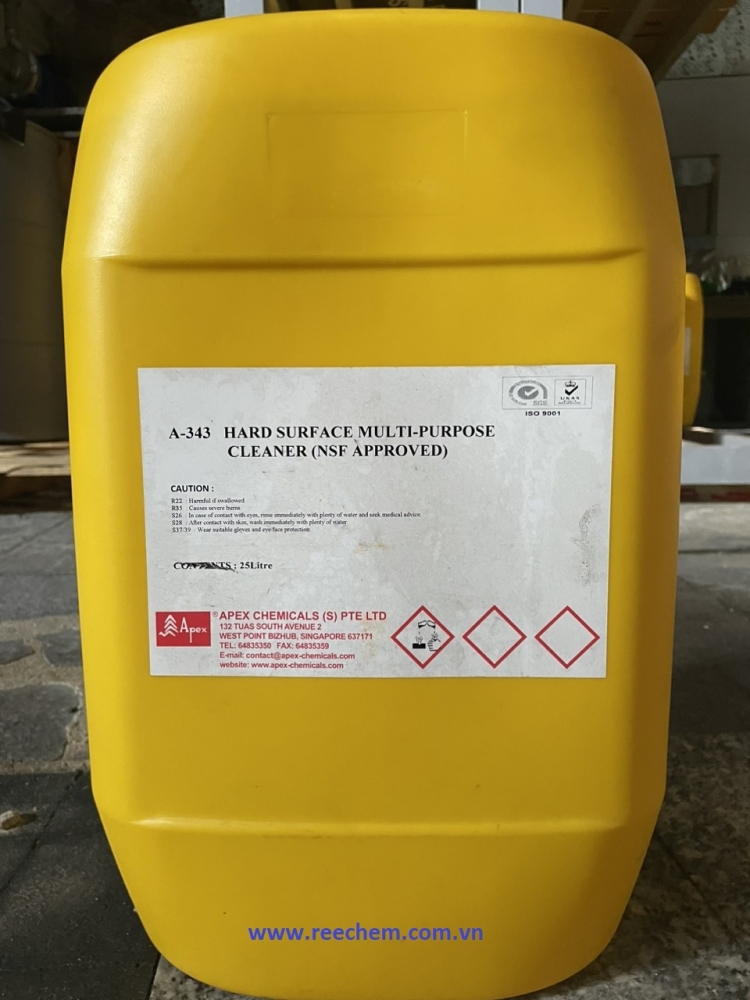 SGS
UKAS
ISO 9001
A-343 HARD SURFACE MULTI-PURPOSE
CLEANER (NSF APPROVED)
CAUTION :
R22 : Harmful if swallowed
R35 Causes severe burns
S26 : In case of contact with eyes, rinse immediately with plenty of water and seek medical advice
S28 : After contact with skin, wash immediately with plenty of water
S37/39 : Wear suitable gloves and eye/face protection
CONTENTS : 25Litre
Apex
® APEX CHEMICALS (S) PTE LTD
132 TUAS SOUTH AVENUE 2
WEST POINT BIZHUB, SINGAPORE 637171
TEL: 64835350 FAX: 64835359
E-mail: contact@apex-chemicals.com
website: www.apex-chemicals.com
www.reechem.com.vn